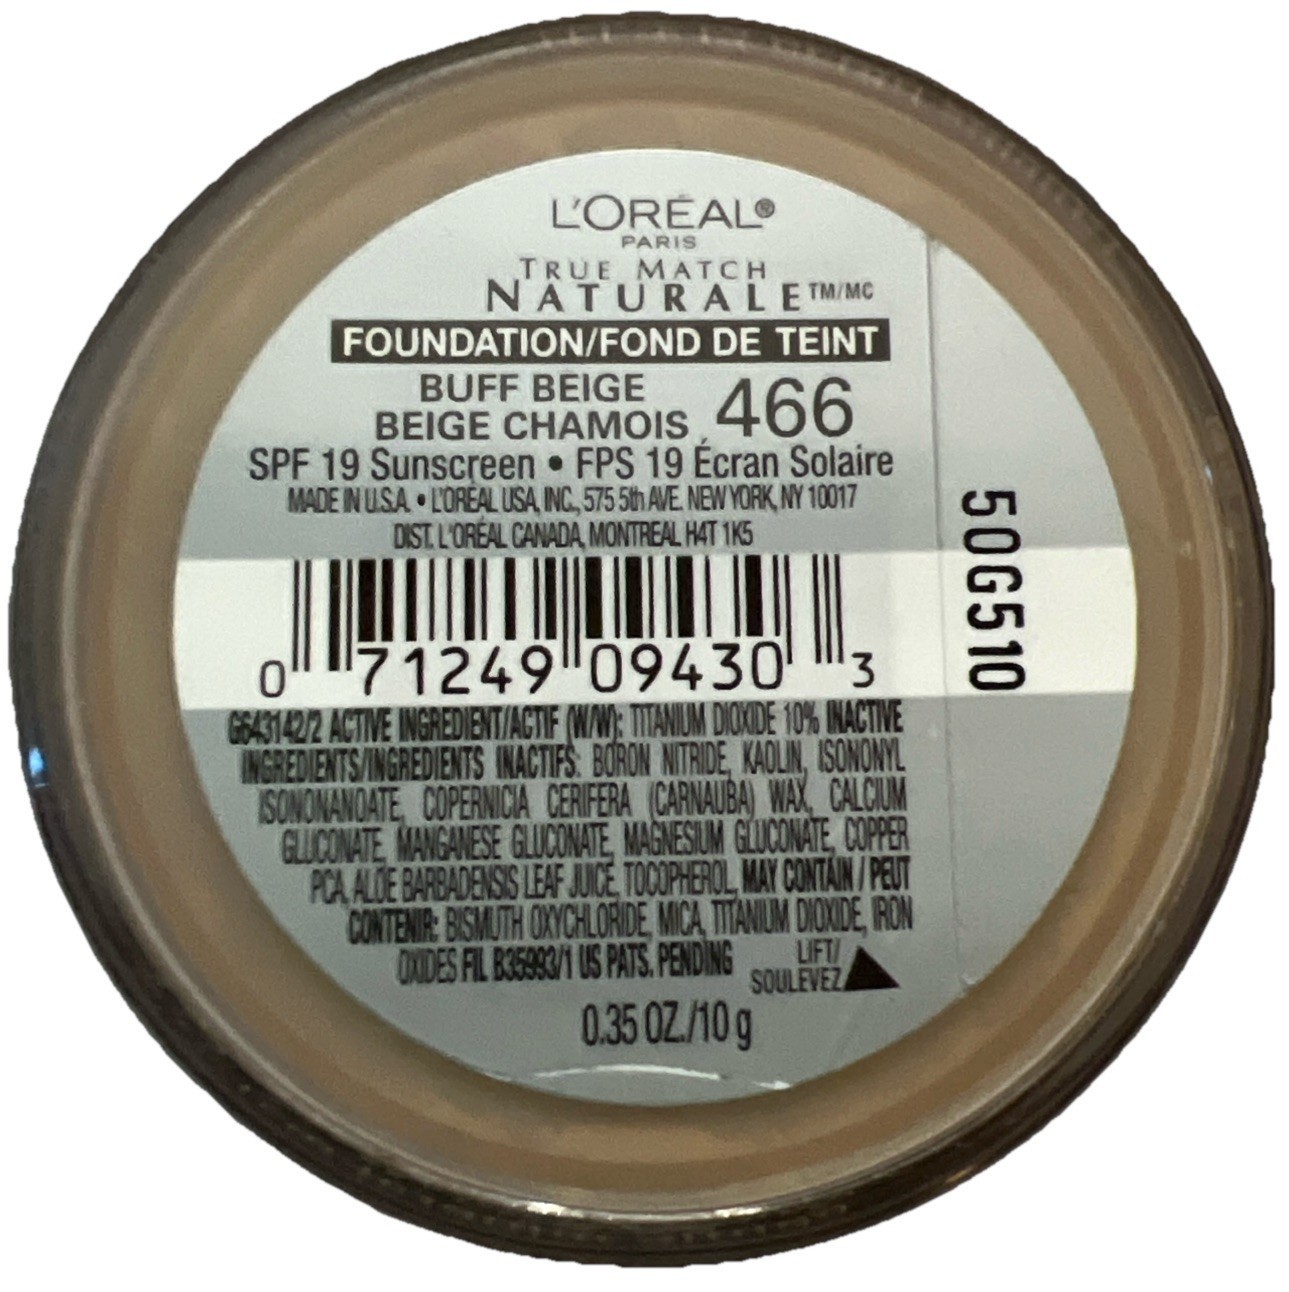 L'ORÉAL®
PARIS
TRUE MATCH
NATURALE™/MC
FOUNDATION/FOND DE TEINT
BUFF BEIGE
BEIGE CHAMOIS 466
SPF 19 Sunscreen • FPS 19 Écran Solaire
MADE IN U.S.A. • L'ORÉAL USA, INC., 575 5th AVE. NEW YORK, NY 10017
DIST. L'ORÉAL CANADA, MONTREAL H4T 1K5
50G510
0 71249 09430 3
G643142/2 ACTIVE INGREDIENT/ACTIF (W/W): TITANIUM DIOXIDE 10% INACTIVE
INGREDIENTS/INGREDIENTS INACTIFS: BORON NITRIDE, KAOLIN, ISONONYL
ISONONANOATE, COPERNICIA CERIFERA (CARNAUBA) WAX, CALCIUM
GLUCONATE, MANGANESE GLUCONATE, MAGNESIUM GLUCONATE, COPPER
PCA, ALOE BARBADENSIS LEAF JUICE, TOCOPHEROL, MAY CONTAIN / PEUT
CONTENIR: BISMUTH OXYCHLORIDE, MICA, TITANIUM DIOXIDE, IRON
OXIDES FIL B35993/1 US PATS. PENDING
LIFT/
SOULEVEZ
0.35 OZ./10 g